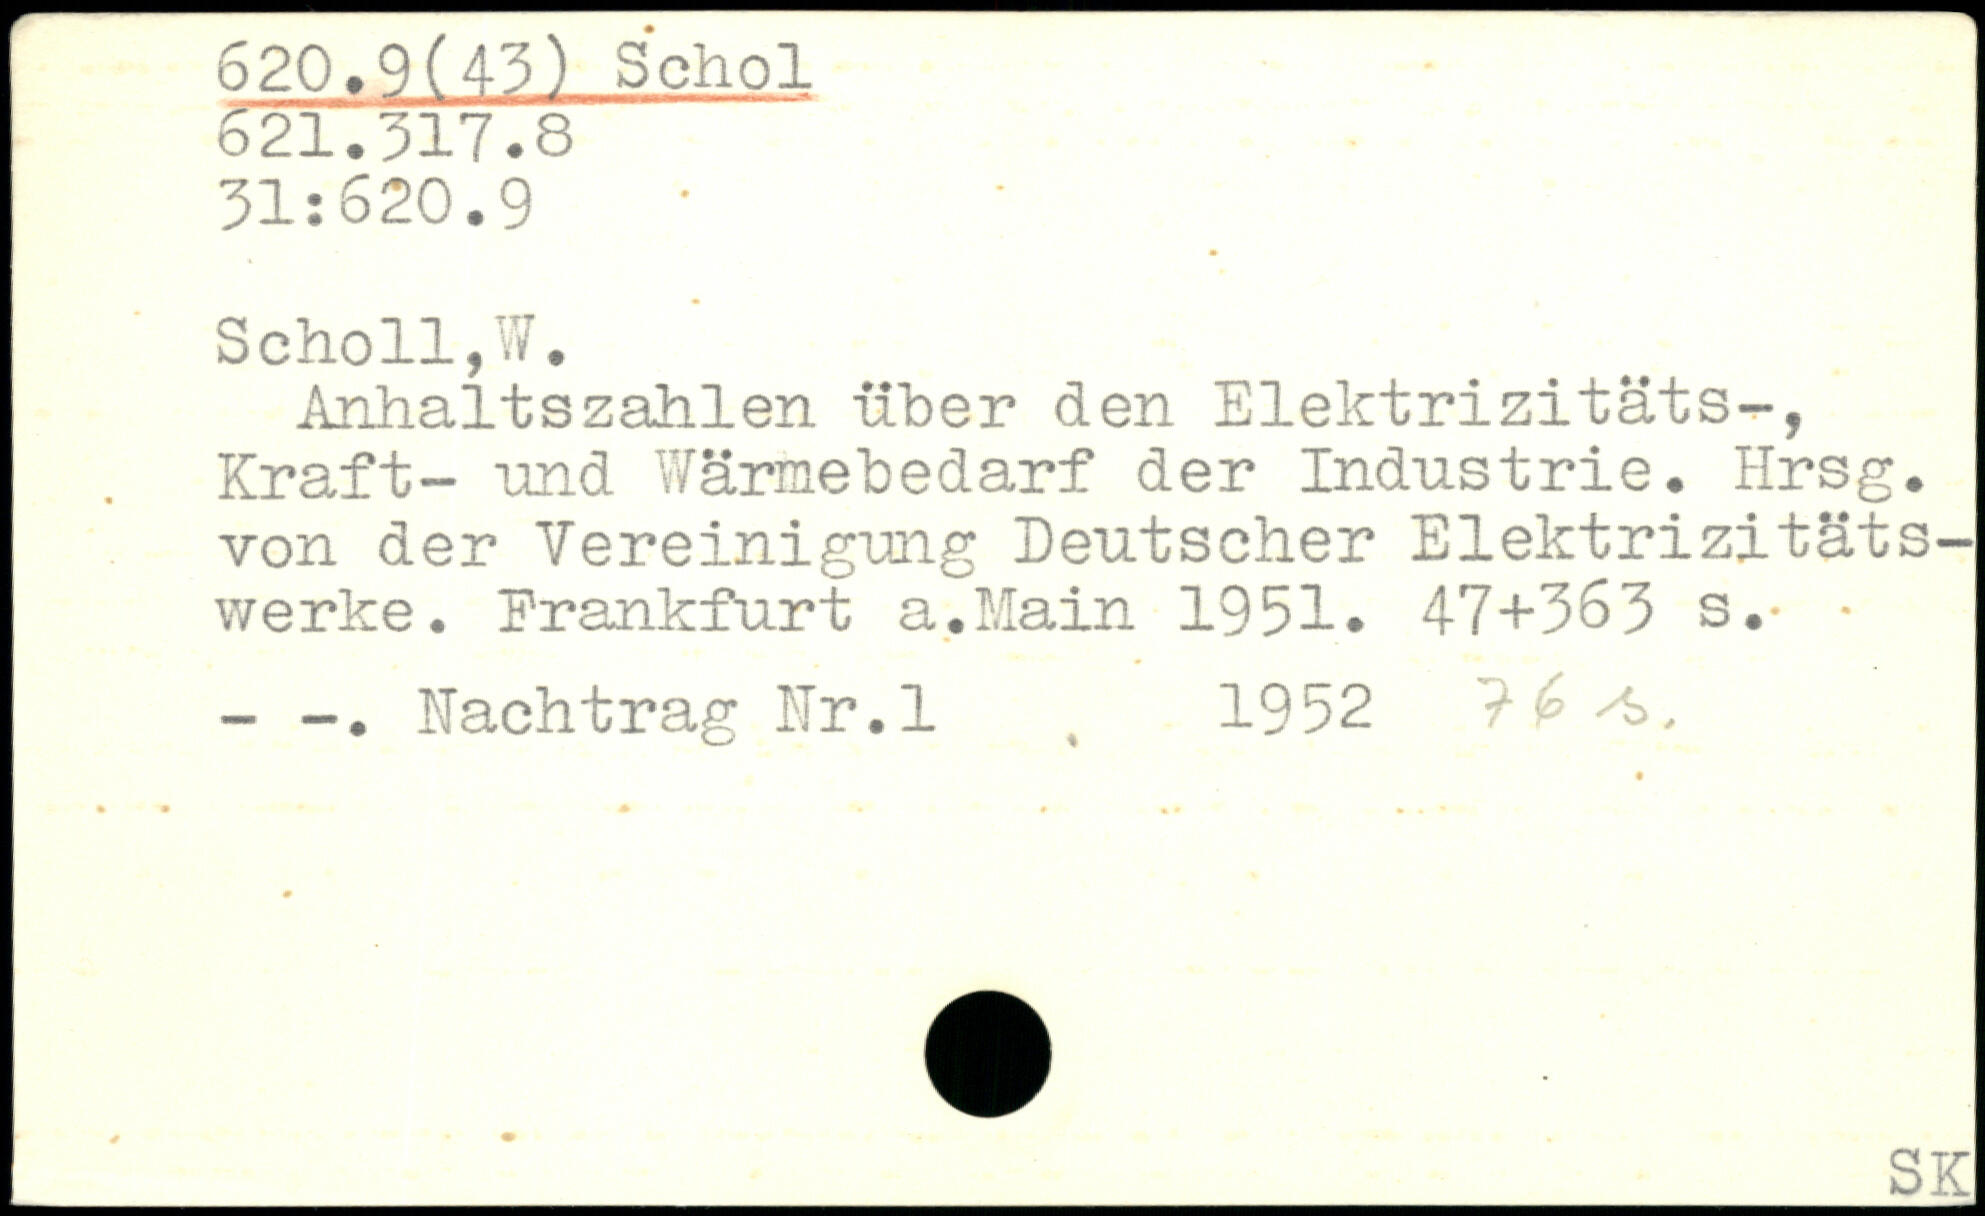 620.9(43) Schol
621.317.8
31:620.9
Scholl,W.
Anhaltszahlen über den Elektrizitäts-,
Kraft- und Wärmebedarf der Industrie. Hrsg.
von der Vereinigung Deutscher Elektrizitäts-
werke. Frankfurt a.Main 1951. 47+363 s.
- -. Nachtrag Nr.1 1952 76 s.
SK